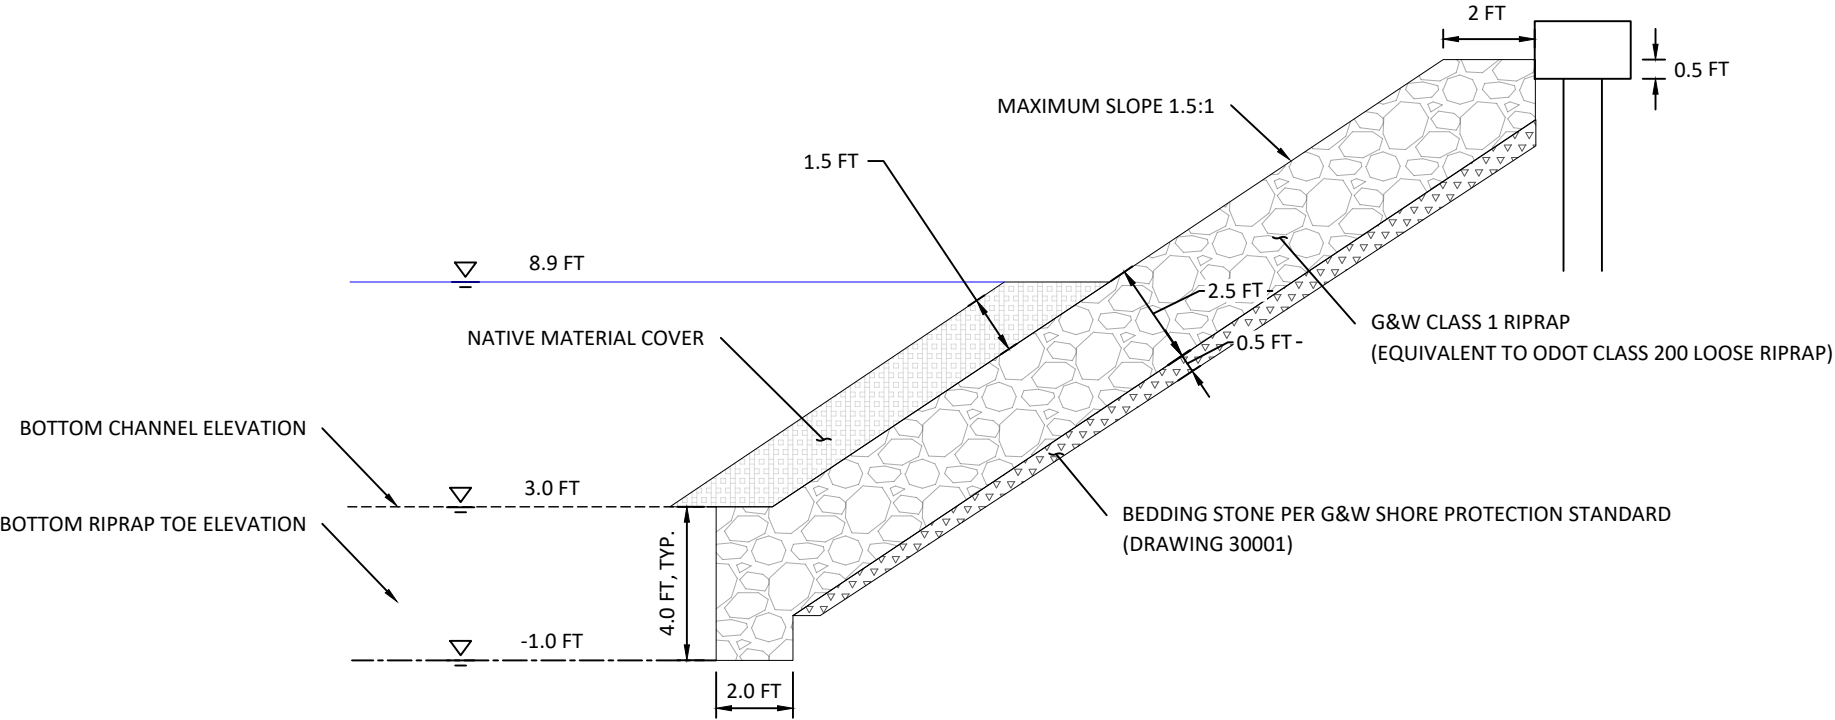 2 FT
0.5 FT
MAXIMUM SLOPE 1.5:1
1.5 FT
8.9 FT
2.5 FT
NATIVE MATERIAL COVER
0.5 FT
G&W CLASS 1 RIPRAP
(EQUIVALENT TO ODOT CLASS 200 LOOSE RIPRAP)
BOTTOM CHANNEL ELEVATION
3.0 FT
BOTTOM RIPRAP TOE ELEVATION
BEDDING STONE PER G&W SHORE PROTECTION STANDARD
(DRAWING 30001)
4.0 FT, TYP.
-1.0 FT
2.0 FT